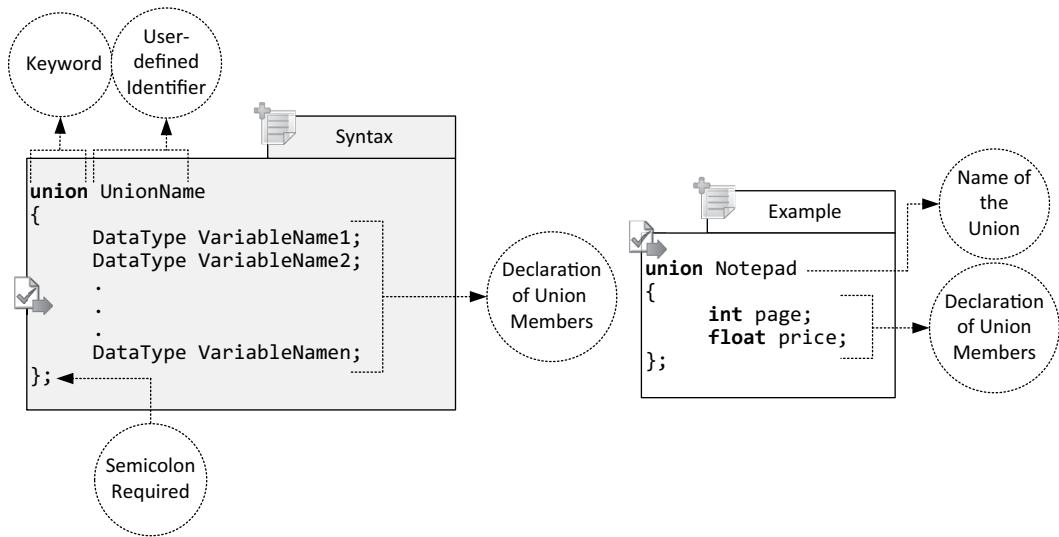 Keyword
User-
defined
Identifier
Syntax
union UnionName
{
DataType VariableName1;
DataType VariableName2;
.
.
.
DataType VariableNamen;
};
Declaration
of Union
Members
Semicolon
Required
Example
union Notepad
{
int page;
float price;
};
Name of
the
Union
Declaration
of Union
Members